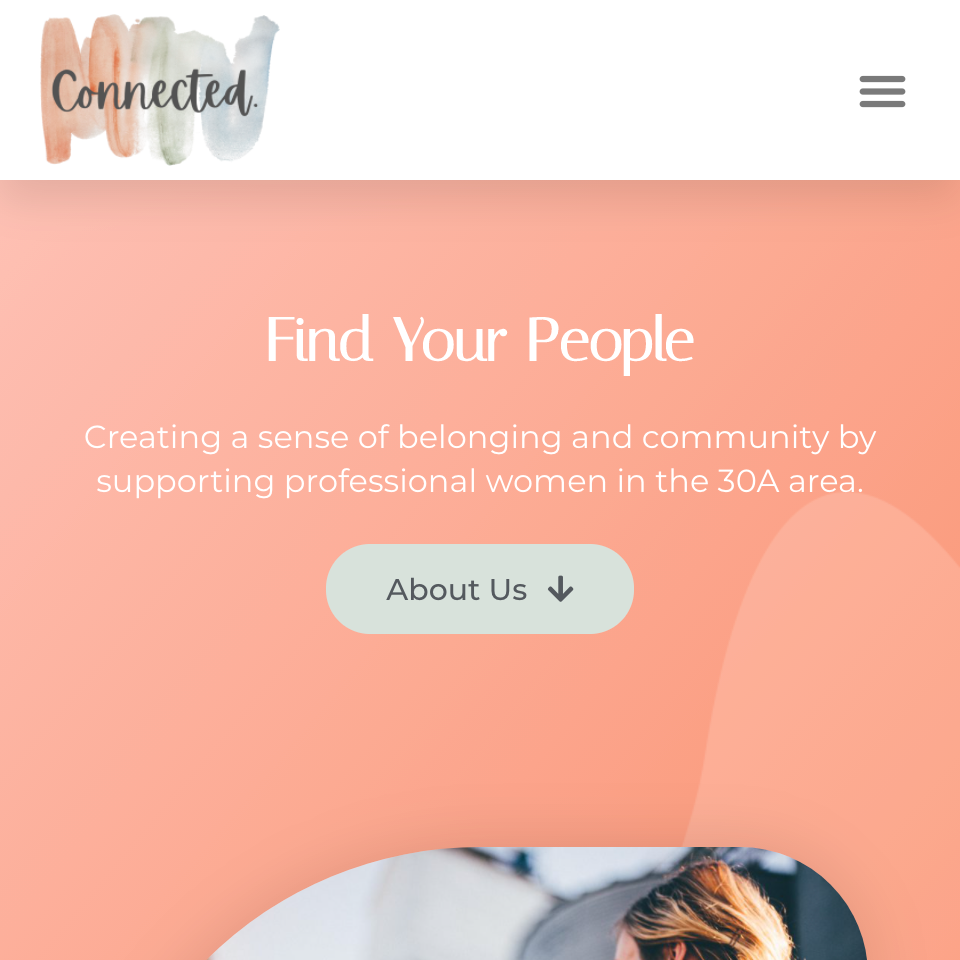 Connected.
Find Your People
Creating a sense of belonging and community by
supporting professional women in the 30A area.
About Us